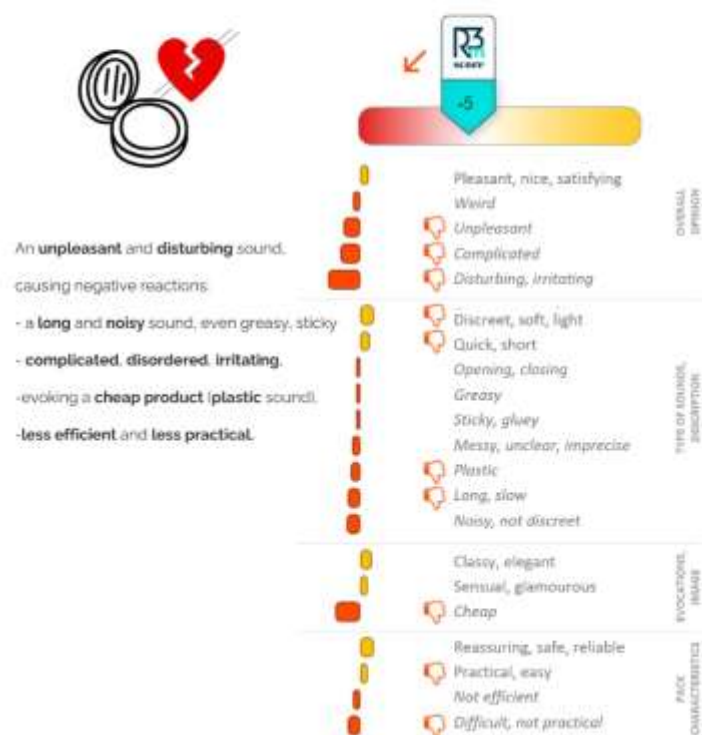 R3
SCORE
-5
An unpleasant and disturbing sound,
causing negative reactions:
- a long and noisy sound, even greasy, sticky
- complicated, disordered, irritating,
-evoking a cheap product (plastic sound),
-less efficient and less practical.
Pleasant, nice, satisfying
Weird
Unpleasant
Complicated
Disturbing, irritating
OVERALL
OPINION
Discreet, soft, light
Quick, short
Opening, closing
Greasy
Sticky, gluey
Messy, unclear, imprecise
Plastic
Long, slow
Noisy, not discreet
TYPE OF SOUNDS,
DESCRIPTION
Classy, elegant
Sensual, glamourous
Cheap
EVOCATIONS,
IMAGE
Reassuring, safe, reliable
Practical, easy
Not efficient
Difficult, not practical
PACK
CHARACTERISTICS